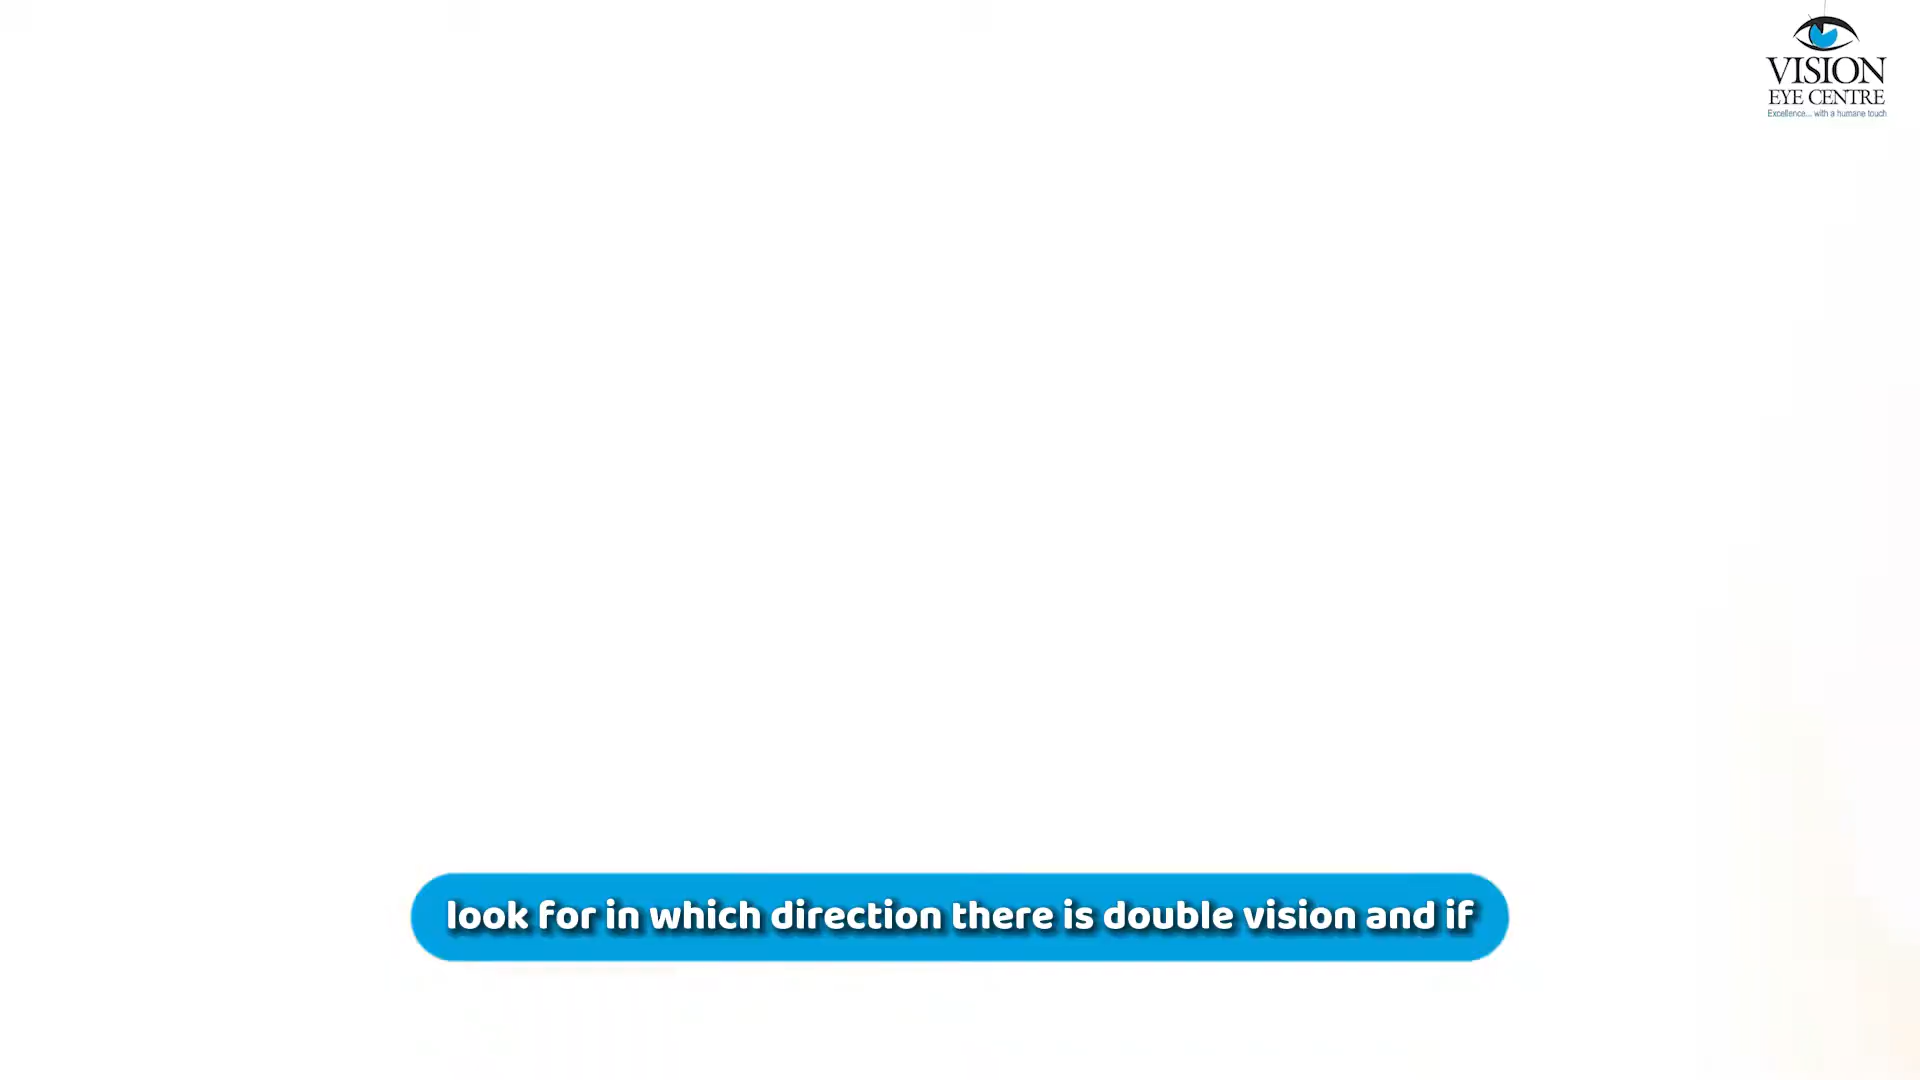 VISION
EYE CENTRE
Excellence... with a humane touch
look for in which direction there is double vision and if